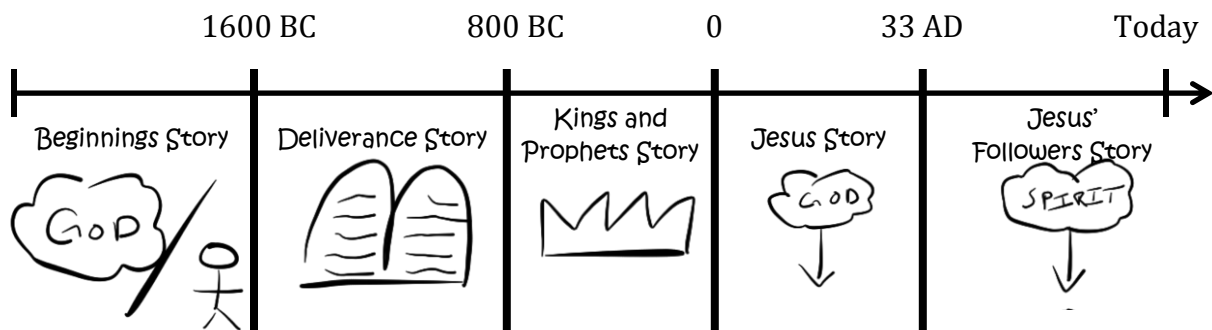 1600 BC 800 BC 0 33 AD Today
Beginnings Story
Deliverance Story
Kings and
Prophets Story
Jesus Story
Jesus'
Followers Story
GOD
GOD
SPIRIT